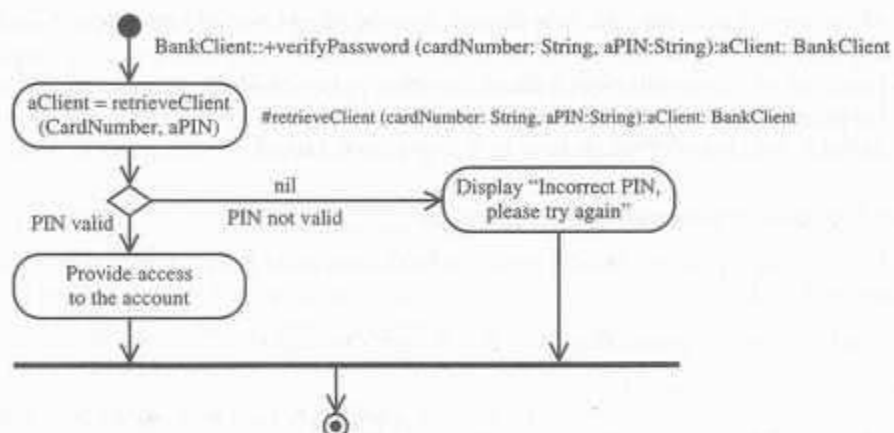 BankClient::+verifyPassword (cardNumber: String, aPIN:String):aClient: BankClient
aClient = retrieveClient
(CardNumber, aPIN)
#retrieveClient (cardNumber: String, aPIN:String):aClient: BankClient
nil
PIN valid
PIN not valid
Display “Incorrect PIN,
please try again”
Provide access
to the account